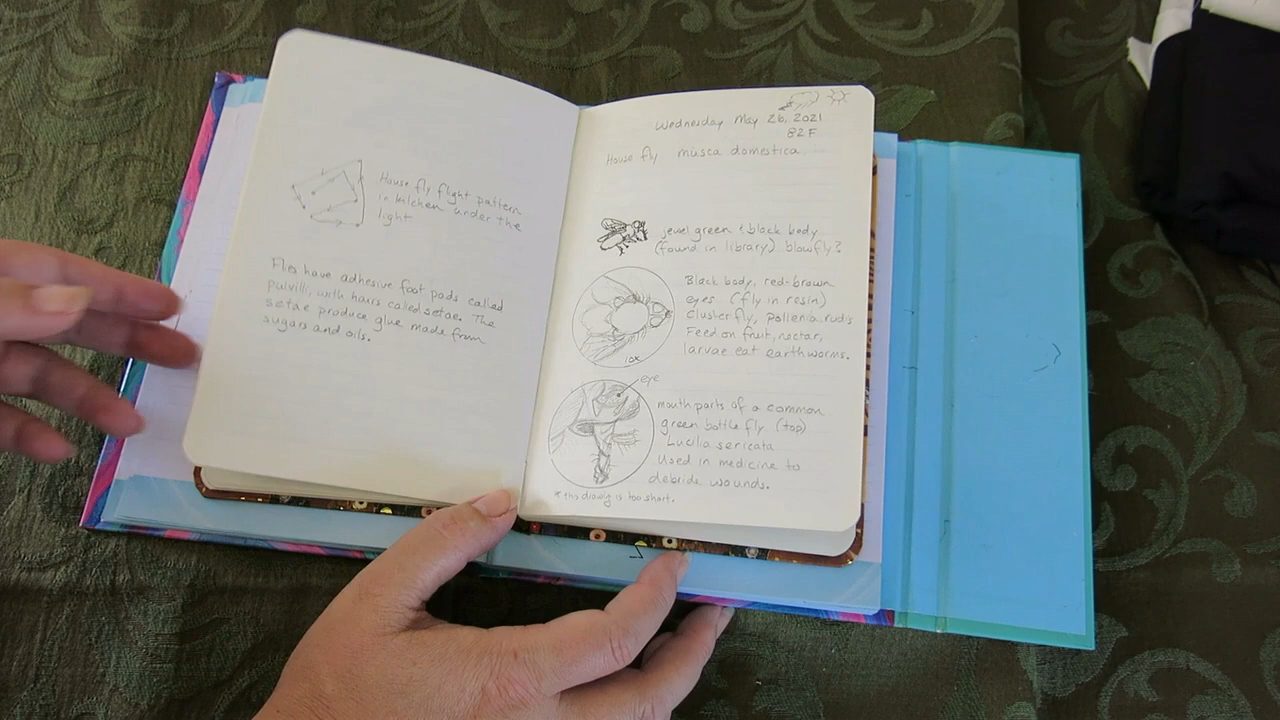 House fly flight pattern
in kitchen under the
light
Flies have adhesive foot pads called
pulvilli, with hairs called setae. The
setae produce glue made from
sugars and oils.
Wednesday May 26, 2021
82F
House fly musca domestica
jewel green & black body
(found in library) blowfly?
Black body, red-brown
eyes (fly in resin)
clusterfly, pollenia rudis
Feed on fruit, nectar,
larvae eat earthworms.
10x
eye
mouth parts of a common
green bottle fly (top)
Lucilia sericata
Used in medicine to
debride wounds.
* this drawing is too short.